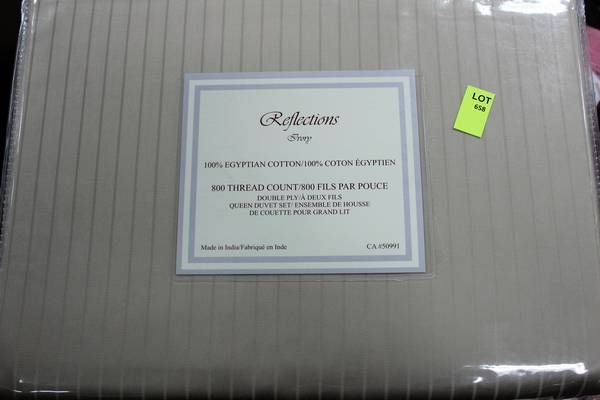 Reflections
Ivory
100% EGYPTIAN COTTON/100% COTON ÉGYPTIEN
800 THREAD COUNT/800 FILS PAR POUCE
DOUBLE PLY/À DEUX FILS
QUEEN DUVET SET/ ENSEMBLE DE HOUSSE
DE COUETTE POUR GRAND LIT
Made in India/Fabriqué en Inde
CA #50991
LOT
658